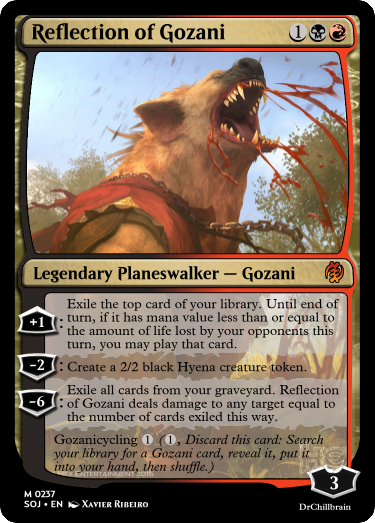 Reflection of Gozani 1
Legendary Planeswalker — Gozani
+1: Exile the top card of your library. Until end of
turn, if it has mana value less than or equal to
the amount of life lost by your opponents this
turn, you may play that card.
-2: Create a 2/2 black Hyena creature token.
-6: Exile all cards from your graveyard. Reflection
of Gozani deals damage to any target equal to
the number of cards exiled this way.
Gozanicycling 1 (1, Discard this card: Search
your library for a Gozani card, reveal it, put it
into your hand, then shuffle.)
ENTERTAINMENT
3
M 0237
SOJ • EN Xavier Ribeiro
DrChillbrain